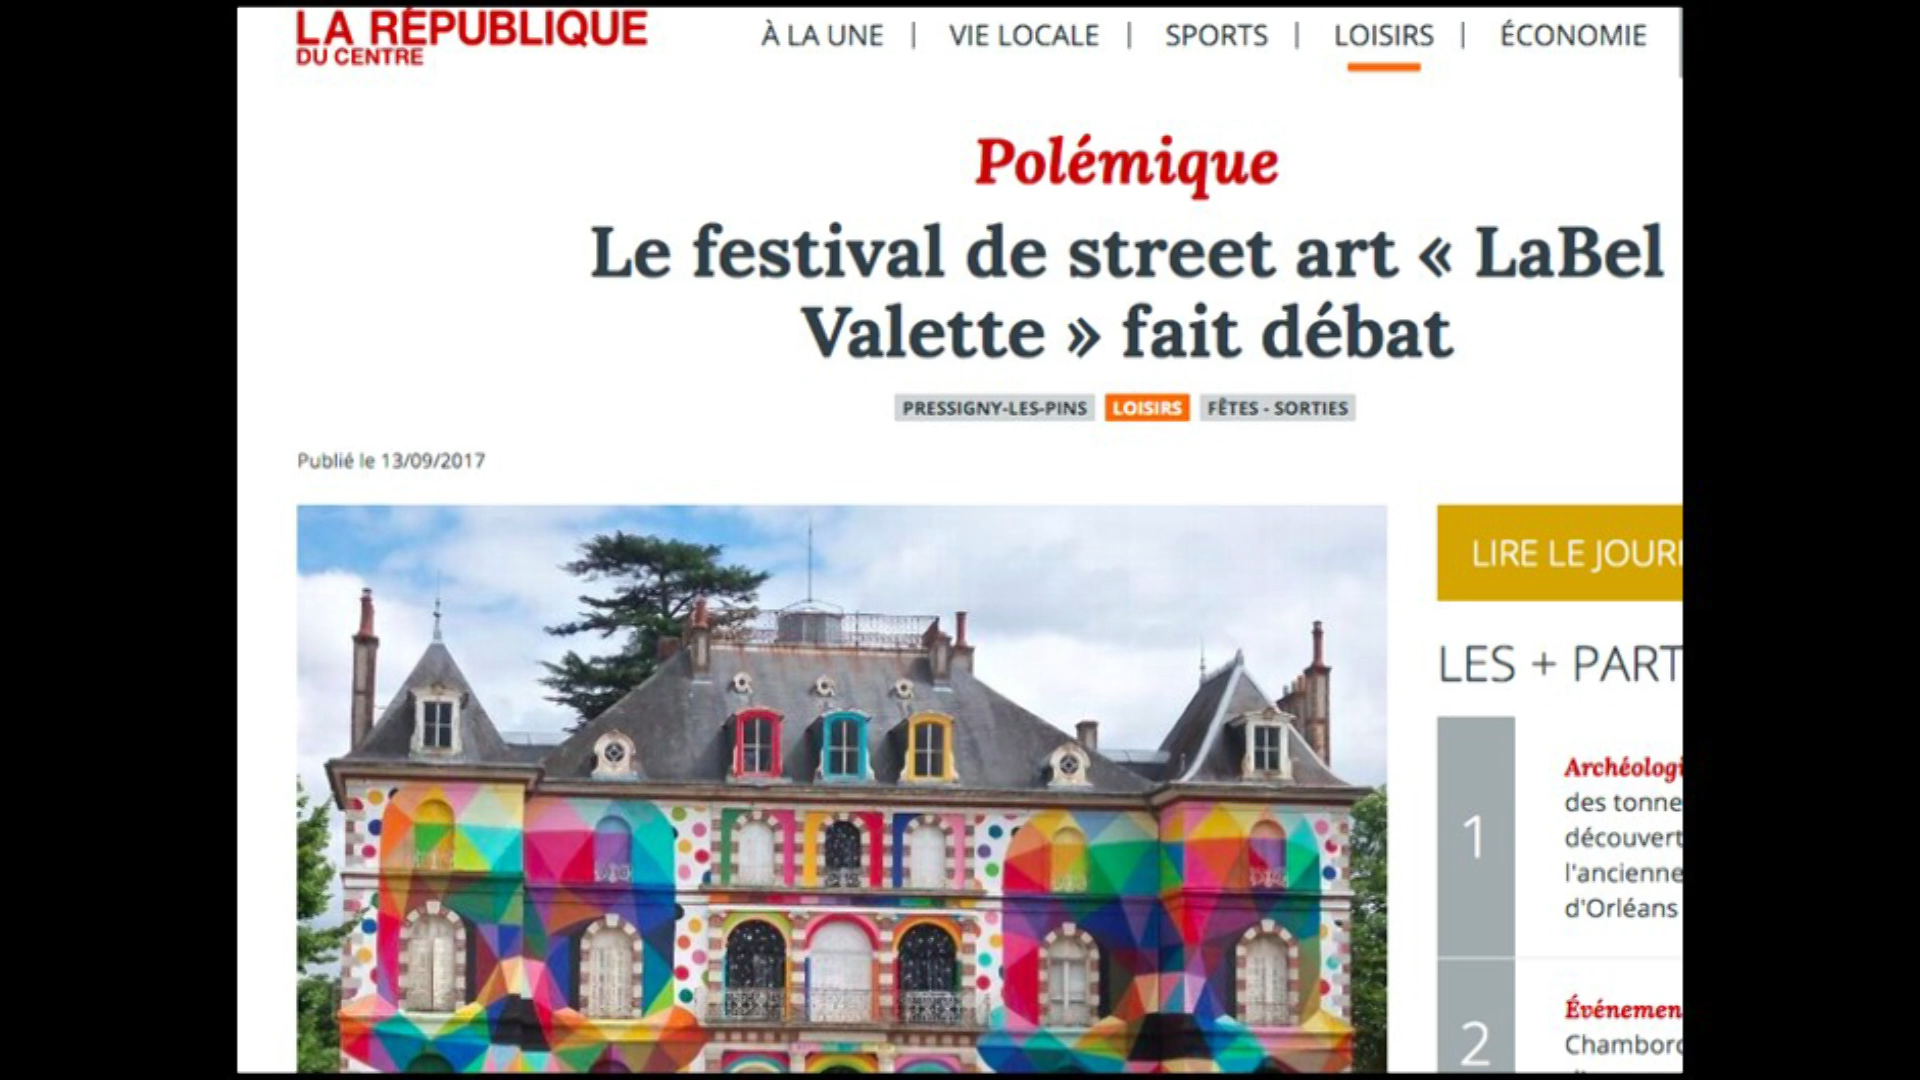 LA RÉPUBLIQUE
DU CENTRE
À LA UNE | VIE LOCALE | SPORTS | LOISIRS | ÉCONOMIE
Polémique
Le festival de street art « LaBel
Valette » fait débat
PRESSIGNY-LES-PINS LOISIRS FÊTES - SORTIES
Publié le 13/09/2017
LIRE LE JOUR
LES + PART
1
Archéologi
des tonne
découvert
l'ancienne
d'Orléans
2
Événemen
Chambord